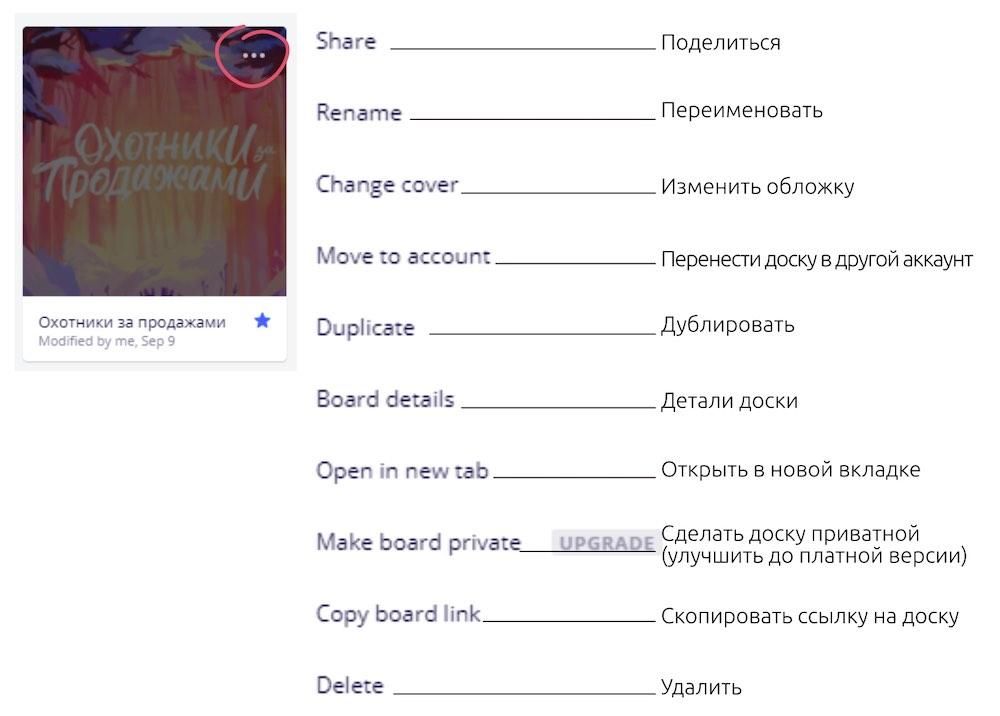 Охотники за
Продажами
Охотники за продажами
Modified by me, Sep 9
Share Поделиться
Rename Переименовать
Change cover Изменить обложку
Move to account Перенести доску в другой аккаунт
Duplicate Дублировать
Board details Детали доски
Open in new tab Открыть в новой вкладке
Make board private UPGRADE Сделать доску приватной
(улучшить до платной версии)
Copy board link Скопировать ссылку на доску
Delete Удалить